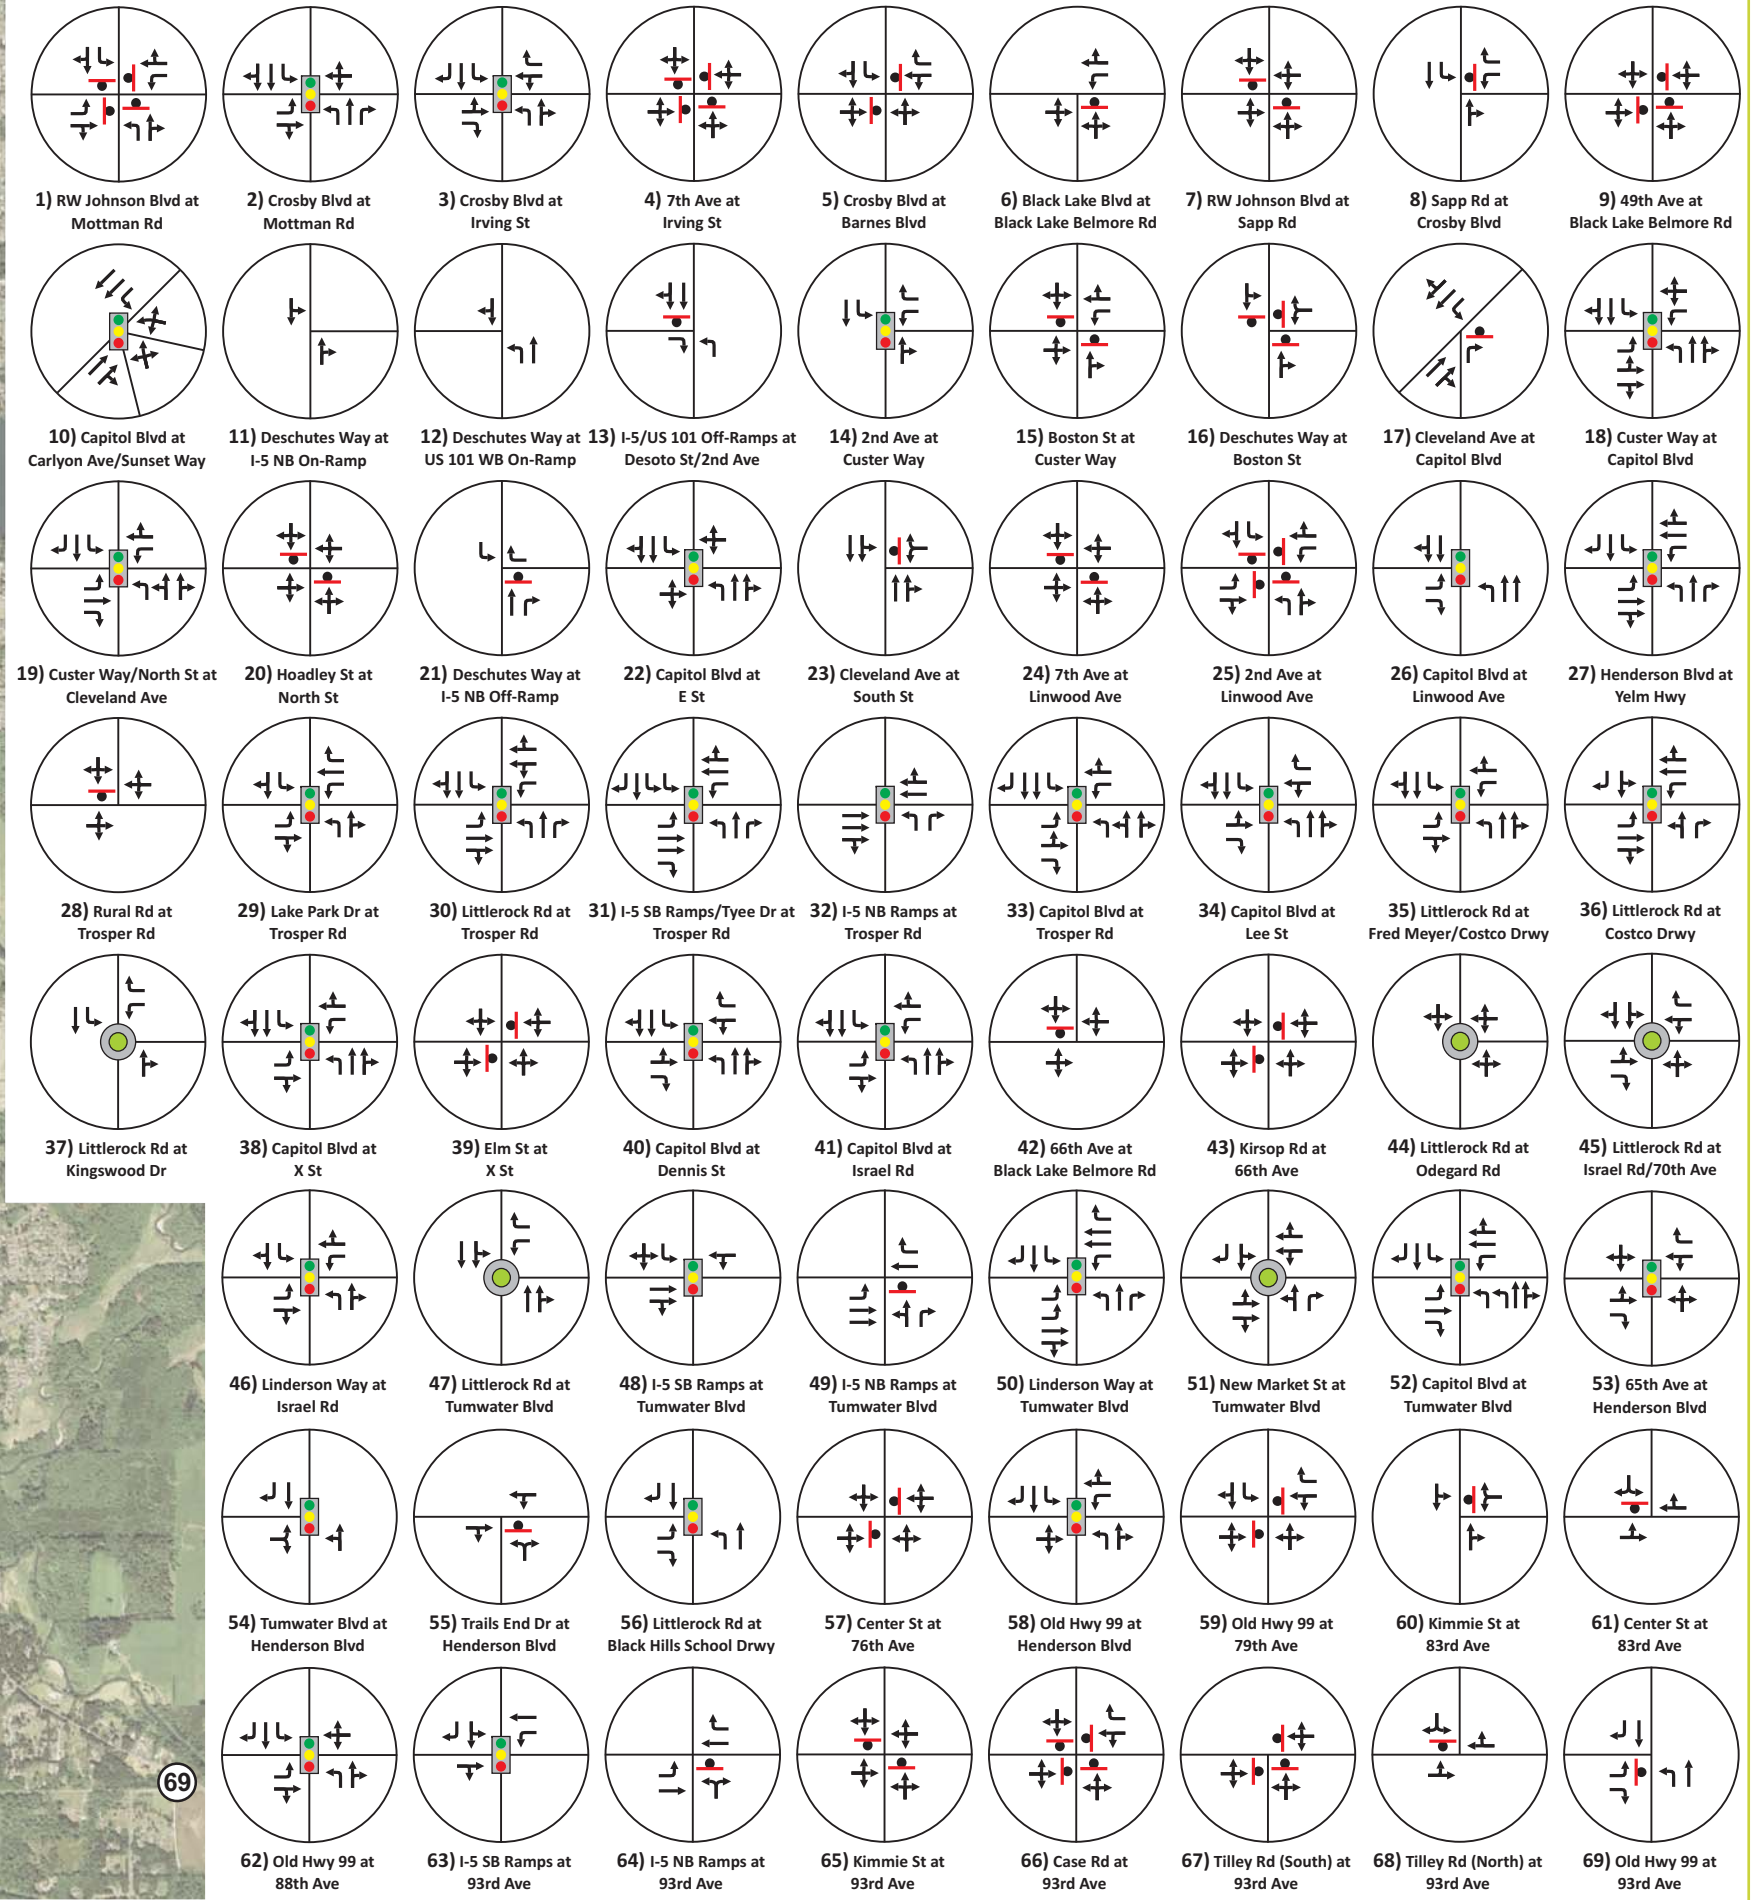 1) RW Johnson Blvd at
Mottman Rd
2) Crosby Blvd at
Mottman Rd
3) Crosby Blvd at
Irving St
4) 7th Ave at
Irving St
5) Crosby Blvd at
Barnes Blvd
6) Black Lake Blvd at
Black Lake Belmore Rd
7) RW Johnson Blvd at
Sapp Rd
8) Sapp Rd at
Crosby Blvd
9) 49th Ave at
Black Lake Belmore Rd
10) Capitol Blvd at
Carlyon Ave/Sunset Way
11) Deschutes Way at
I-5 NB On-Ramp
12) Deschutes Way at
US 101 WB On-Ramp
13) I-5/US 101 Off-Ramps at
Desoto St/2nd Ave
14) 2nd Ave at
Custer Way
15) Boston St at
Custer Way
16) Deschutes Way at
Boston St
17) Cleveland Ave at
Capitol Blvd
18) Custer Way at
Capitol Blvd
19) Custer Way/North St at
Cleveland Ave
20) Hoadley St at
North St
21) Deschutes Way at
I-5 NB Off-Ramp
22) Capitol Blvd at
E St
23) Cleveland Ave at
South St
24) 7th Ave at
Linwood Ave
25) 2nd Ave at
Linwood Ave
26) Capitol Blvd at
Linwood Ave
27) Henderson Blvd at
Yelm Hwy
28) Rural Rd at
Trosper Rd
29) Lake Park Dr at
Trosper Rd
30) Littlerock Rd at
Trosper Rd
31) I-5 SB Ramps/Tyee Dr at
Trosper Rd
32) I-5 NB Ramps at
Trosper Rd
33) Capitol Blvd at
Trosper Rd
34) Capitol Blvd at
Lee St
35) Littlerock Rd at
Fred Meyer/Costco Drwy
36) Littlerock Rd at
Costco Drwy
37) Littlerock Rd at
Kingswood Dr
38) Capitol Blvd at
X St
39) Elm St at
X St
40) Capitol Blvd at
Dennis St
41) Capitol Blvd at
Israel Rd
42) 66th Ave at
Black Lake Belmore Rd
43) Kirsop Rd at
66th Ave
44) Littlerock Rd at
Odegard Rd
45) Littlerock Rd at
Israel Rd/70th Ave
46) Linderson Way at
Israel Rd
47) Littlerock Rd at
Tumwater Blvd
48) I-5 SB Ramps at
Tumwater Blvd
49) I-5 NB Ramps at
Tumwater Blvd
50) Linderson Way at
Tumwater Blvd
51) New Market St at
Tumwater Blvd
52) Capitol Blvd at
Tumwater Blvd
53) 65th Ave at
Henderson Blvd
54) Tumwater Blvd at
Henderson Blvd
55) Trails End Dr at
Henderson Blvd
56) Littlerock Rd at
Black Hills School Drwy
57) Center St at
76th Ave
58) Old Hwy 99 at
Henderson Blvd
59) Old Hwy 99 at
79th Ave
60) Kimmie St at
83rd Ave
61) Center St at
83rd Ave
69
62) Old Hwy 99 at
88th Ave
63) I-5 SB Ramps at
93rd Ave
64) I-5 NB Ramps at
93rd Ave
65) Kimmie St at
93rd Ave
66) Case Rd at
93rd Ave
67) Tilley Rd (South) at
93rd Ave
68) Tilley Rd (North) at
93rd Ave
69) Old Hwy 99 at
93rd Ave